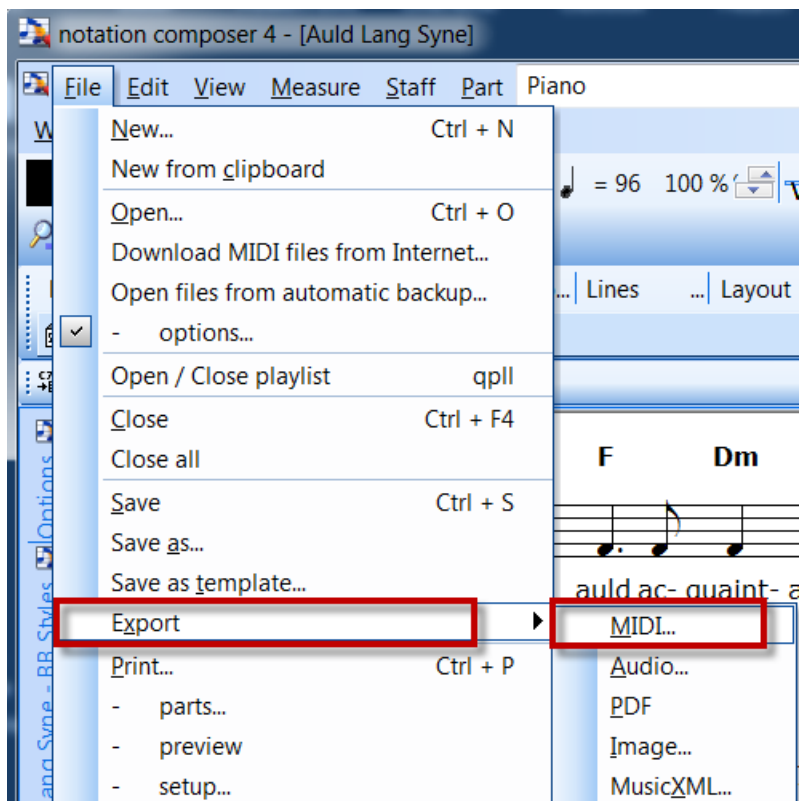 notation composer 4 - [Auld Lang Syne]
File Edit View Measure Staff Part Piano
W
New... Ctrl + N
New from clipboard
= 96 100 %
Open... Ctrl + O
Download MIDI files from Internet...
Open files from automatic backup...
... Lines ... Layout
- options...
Open / Close playlist qpll
Close Ctrl + F4
Close all
F Dm
Save Ctrl + S
Save as...
Save as template...
auld ac- quaint- a
Export MIDI...
Print... Ctrl + P Audio...
- parts... PDF
- preview Image...
- setup... MusicXML...
Options
ang Syne - BB Styles